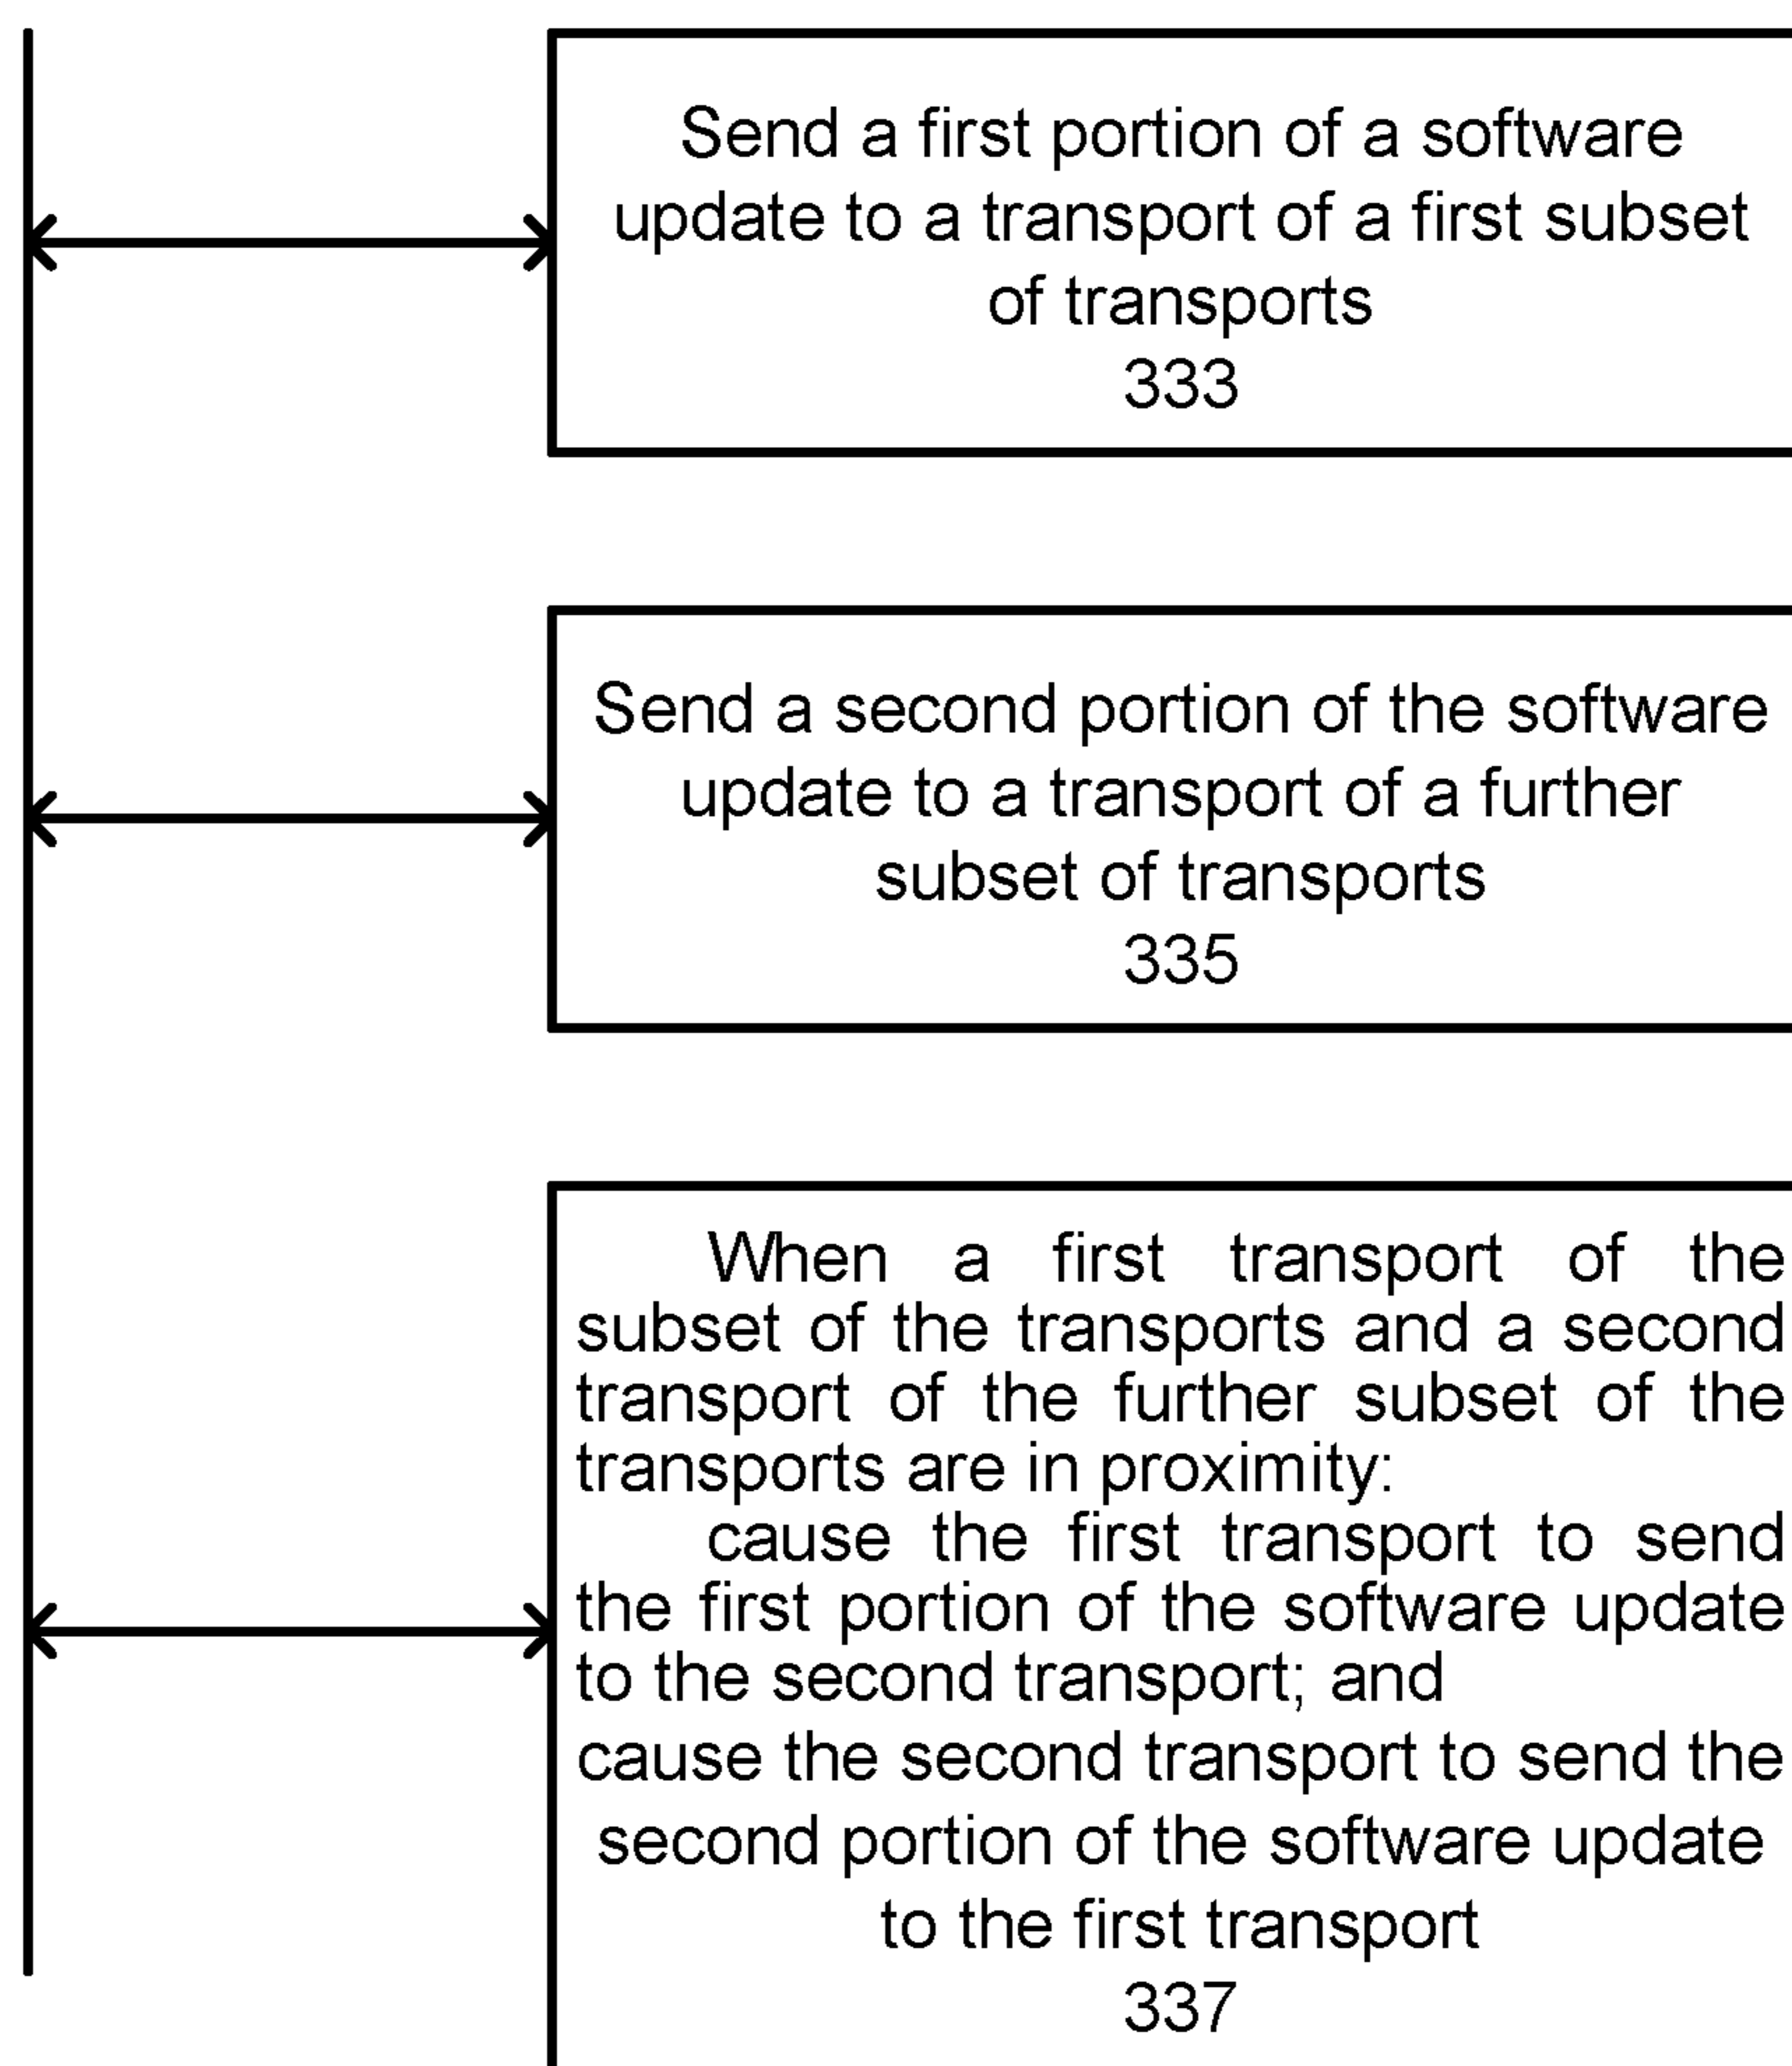 Send a first portion of a software
update to a transport of a first subset
of transports
333
Send a second portion of the software
update to a transport of a further
subset of transports
335
When a first transport of the
subset of the transports and a second
transport of the further subset of the
transports are in proximity:
cause the first transport to send
the first portion of the software update
to the second transport; and
cause the second transport to send the
second portion of the software update
to the first transport
337